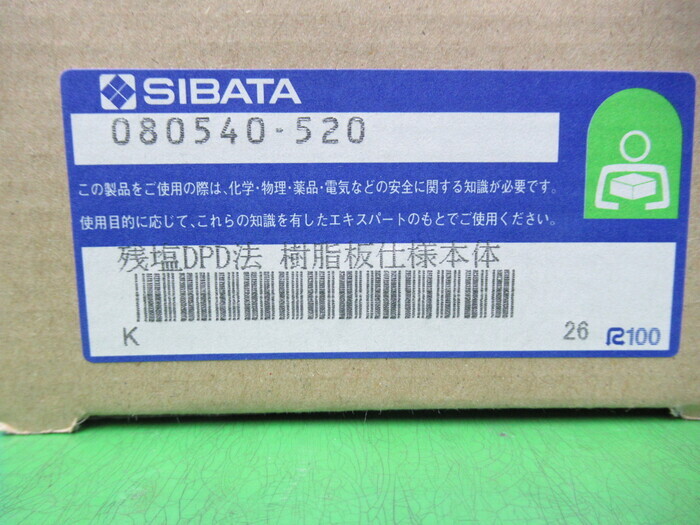 SIBATA
080540-520
この製品をご使用の際は、化学・物理・薬品・電気などの安全に関する知識が必要です。
使用目的に応じて、これらの知識を有したエキスパートのもとでご使用ください。
残塩DPD法 樹脂板仕様本体
K 26 R100